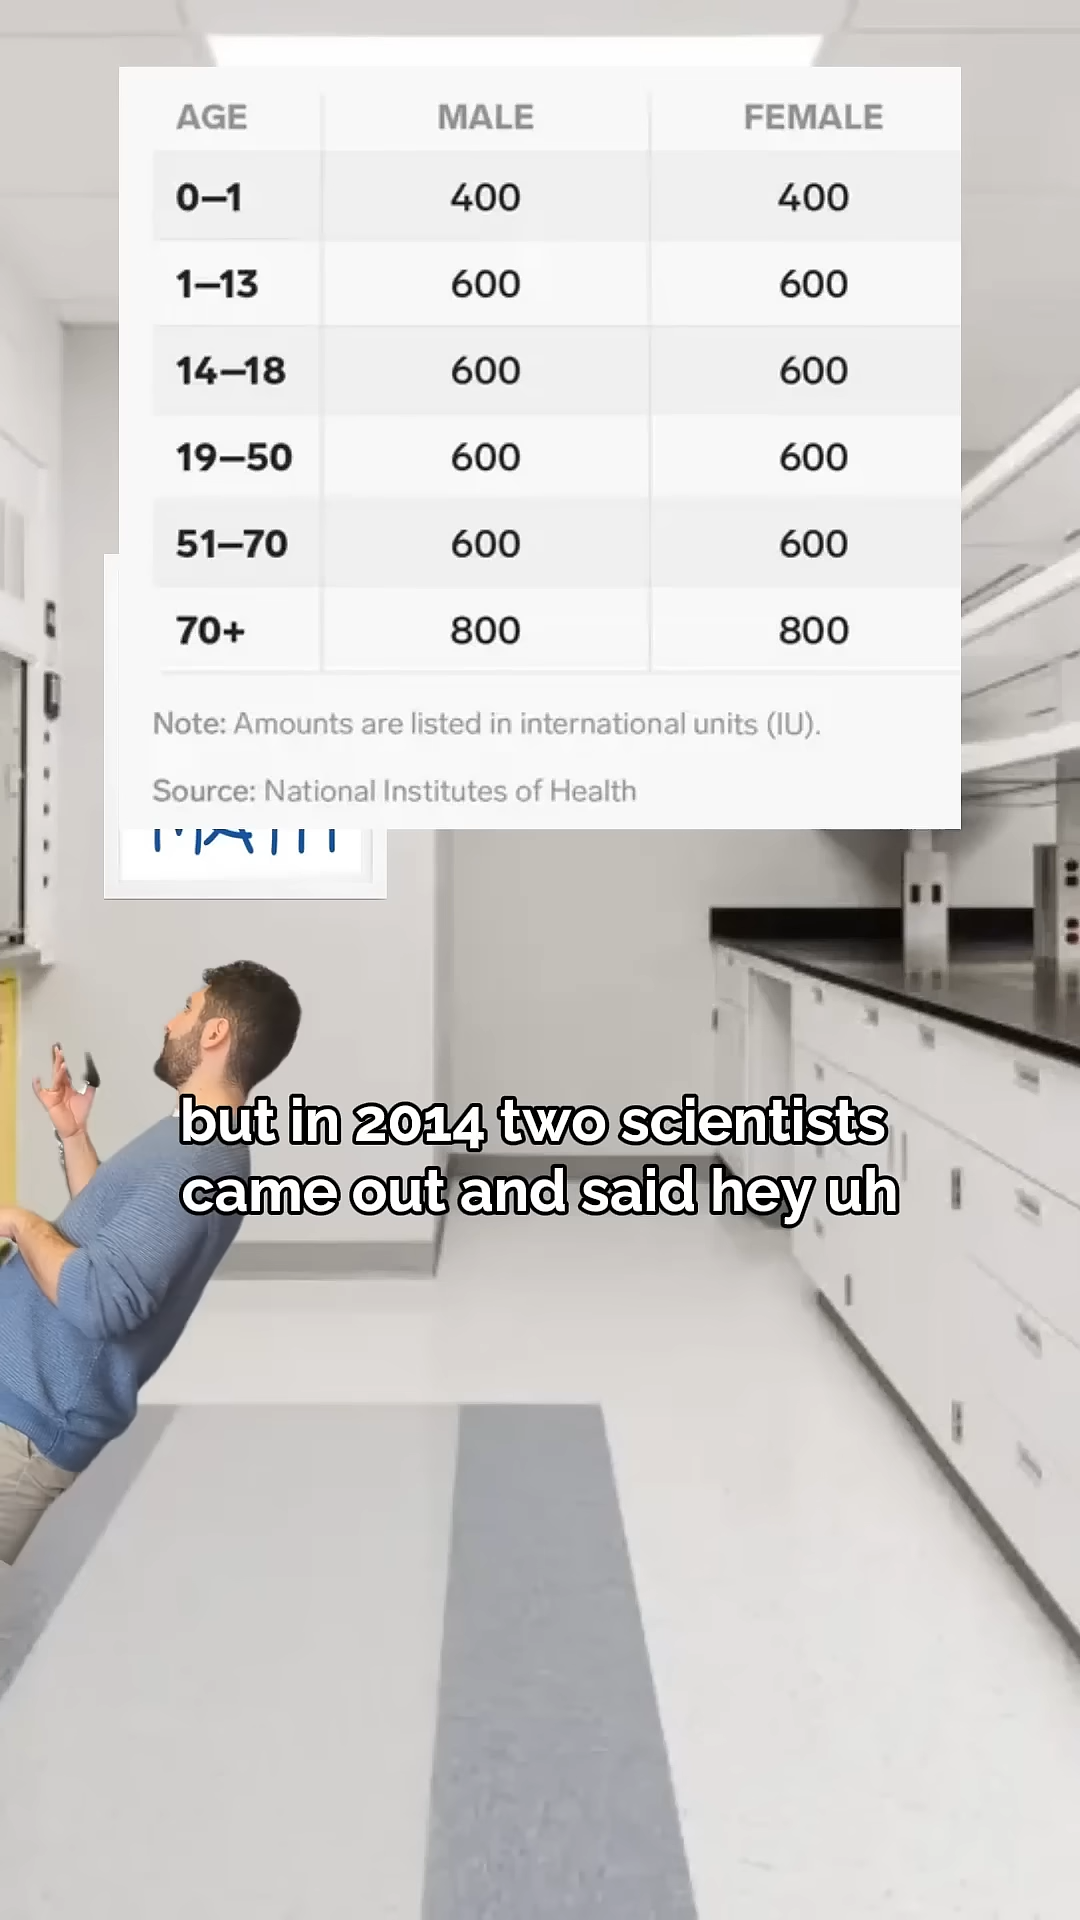 AGE MALE FEMALE
0–1 400 400
1–13 600 600
14–18 600 600
19–50 600 600
51–70 600 600
70+ 800 800
Note: Amounts are listed in international units (IU).
Source: National Institutes of Health
MATH
but in 2014 two scientists
came out and said hey uh